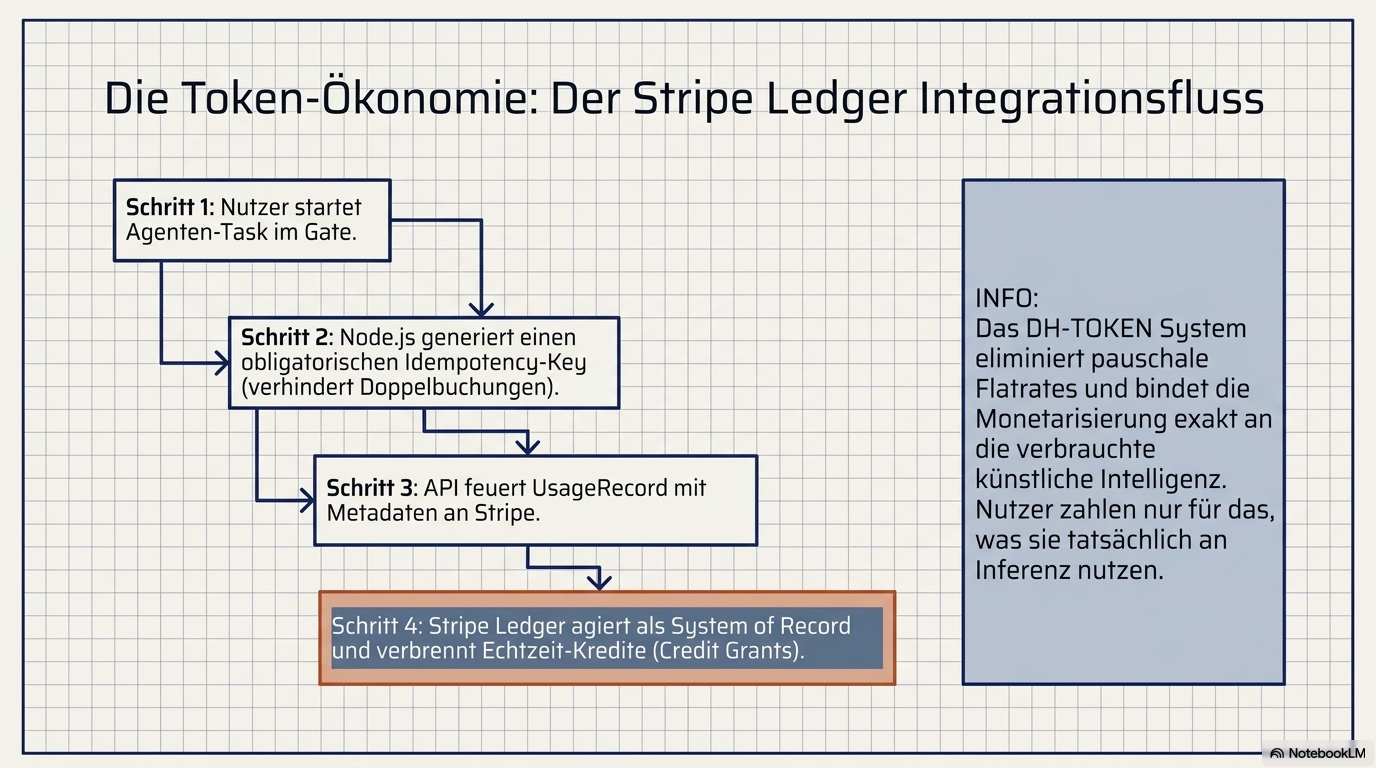 Die Token-Ökonomie: Der Stripe Ledger Integrationsfluss
Schritt 1: Nutzer startet
Agenten-Task im Gate.
Schritt 2: Node.js generiert einen
obligatorischen Idempotency-Key
(verhindert Doppelbuchungen).
Schritt 3: API feuert UsageRecord mit
Metadaten an Stripe.
Schritt 4: Stripe Ledger agiert als System of Record
und verbrennt Echtzeit-Kredite (Credit Grants).
INFO:
Das DH-TOKEN System
eliminiert pauschale
Flatrates und bindet die
Monetarisierung exakt an
die verbrauchte
künstliche Intelligenz.
Nutzer zahlen nur für das,
was sie tatsächlich an
Inferenz nutzen.
NotebookLM